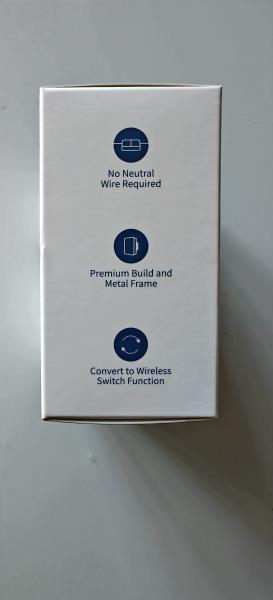 No Neutral
Wire Required
Premium Build and
Metal Frame
Convert to Wireless
Switch Function